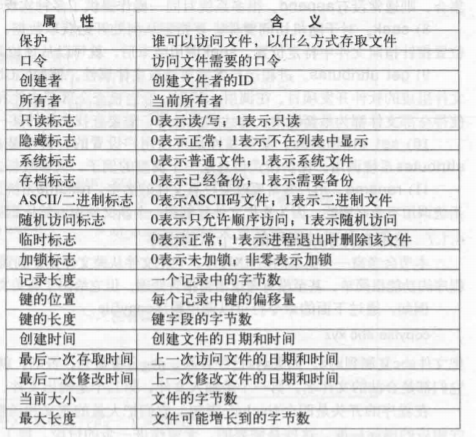 属性 含义
保护 谁可以访问文件，以什么方式存取文件
口令 访问文件需要的口令
创建者 创建文件者的ID
所有者 当前所有者
只读标志 0表示读/写；1表示只读
隐藏标志 0表示正常；1表示不在列表中显示
系统标志 0表示普通文件；1表示系统文件
存档标志 0表示已经备份；1表示需要备份
ASCII/二进制标志 0表示ASCII码文件；1表示二进制文件
随机访问标志 0表示只允许顺序访问；1表示随机访问
临时标志 0表示正常；1表示进程退出时删除该文件
加锁标志 0表示未加锁；非零表示加锁
记录长度 一个记录中的字节数
键的位置 每个记录中键的偏移量
键的长度 键字段的字节数
创建时间 创建文件的日期和时间
最后一次存取时间 上一次访问文件的日期和时间
最后一次修改时间 上一次修改文件的日期和时间
当前大小 文件的字节数
最大长度 文件可能增长到的字节数